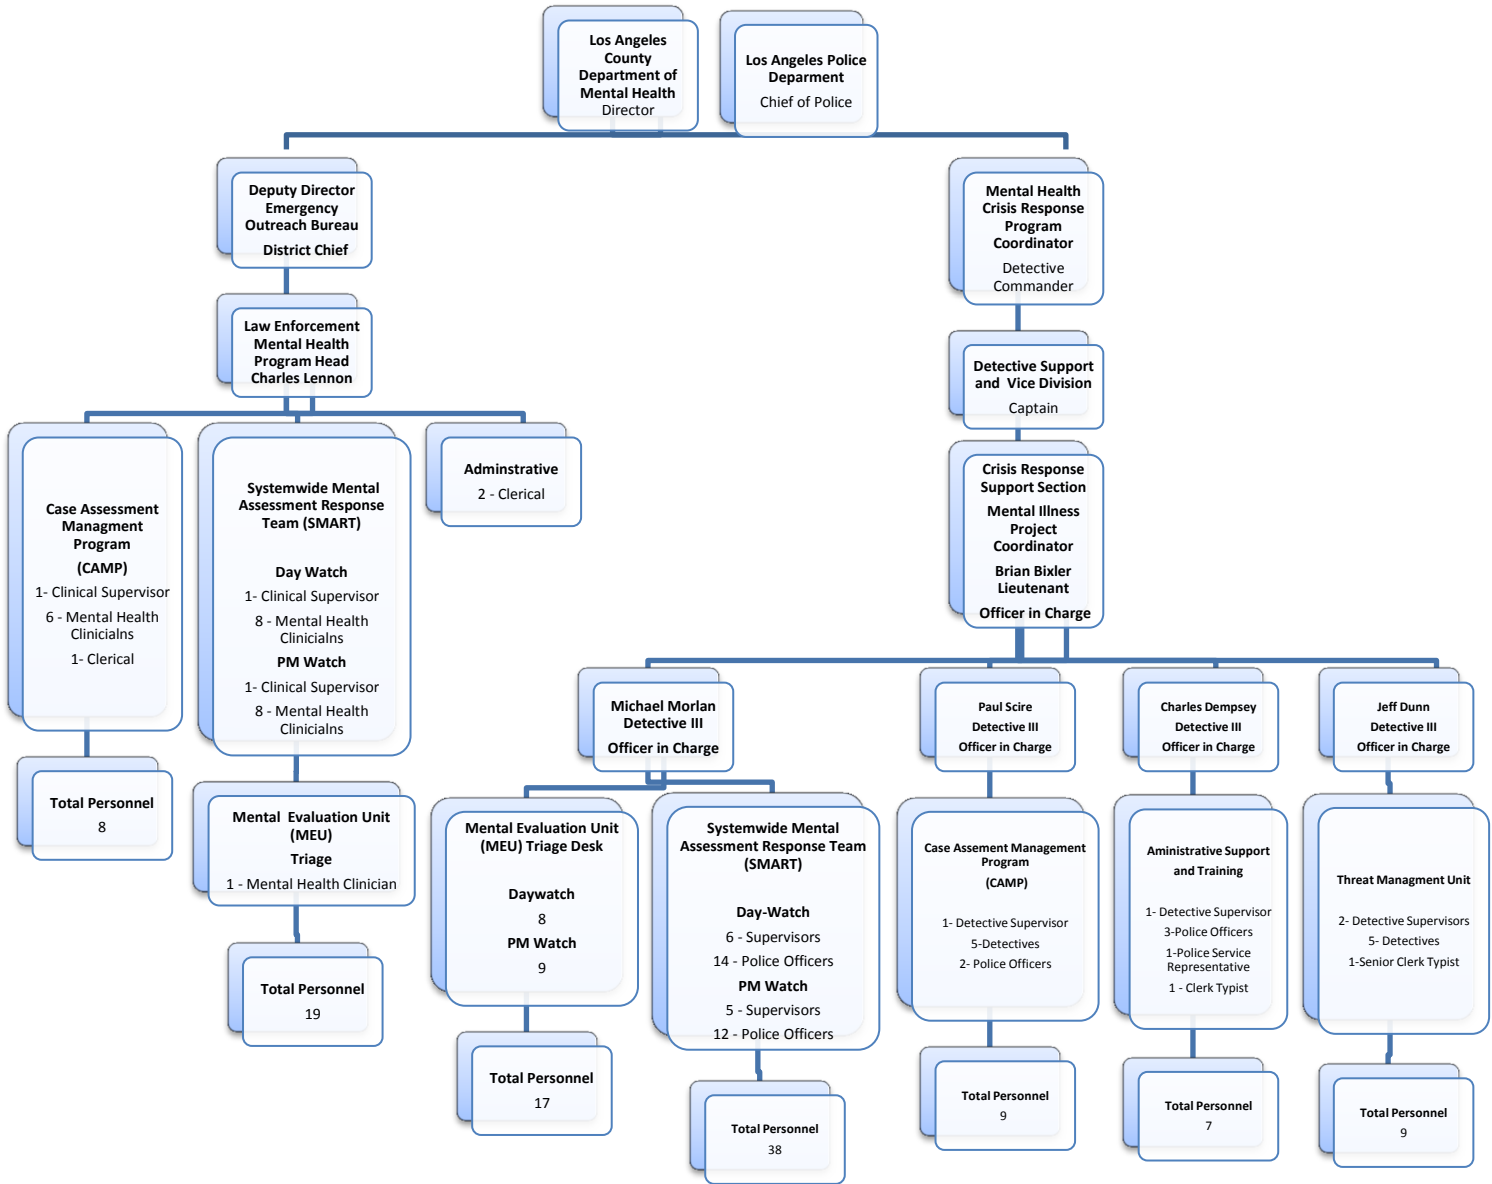 Los Angeles
County
Department of
Mental Health
Director
Los Angeles Police
Deparment
Chief of Police
Deputy Director
Emergency
Outreach Bureau
District Chief
Mental Health
Crisis Response
Program
Coordinator
Detective
Commander
Law Enforcement
Mental Health
Program Head
Charles Lennon
Detective Support
and Vice Division
Captain
Case Assessment
Managment
Program
(CAMP)
1- Clinical Supervisor
6 - Mental Health
Clinicialns
1- Clerical
Systemwide Mental
Assessment Response
Team (SMART)
Day Watch
1- Clinical Supervisor
8 - Mental Health
Clinicialns
PM Watch
1- Clinical Supervisor
8 - Mental Health
Clinicialns
Adminstrative
2 - Clerical
Crisis Response
Support Section
Mental Illness
Project
Coordinator
Brian Bixler
Lieutenant
Officer in Charge
Total Personnel
8
Mental Evaluation Unit
(MEU)
Triage
1 - Mental Health Clinician
Total Personnel
19
Michael Morlan
Detective III
Officer in Charge
Paul Scire
Detective III
Officer in Charge
Charles Dempsey
Detective III
Officer in Charge
Jeff Dunn
Detective III
Officer in Charge
Mental Evaluation Unit
(MEU) Triage Desk
Daywatch
8
PM Watch
9
Systemwide Mental
Assessment Response Team
(SMART)
Day-Watch
6 - Supervisors
14 - Police Officers
PM Watch
5 - Supervisors
12 - Police Officers
Case Assement Management
Program
(CAMP)
1- Detective Supervisor
5-Detectives
2- Police Officers
Aministrative Support
and Training
1- Detective Supervisor
3-Police Officers
1-Police Service
Representative
1 - Clerk Typist
Threat Managment Unit
2- Detective Supervisors
5- Detectives
1-Senior Clerk Typist
Total Personnel
17
Total Personnel
38
Total Personnel
9
Total Personnel
7
Total Personnel
9